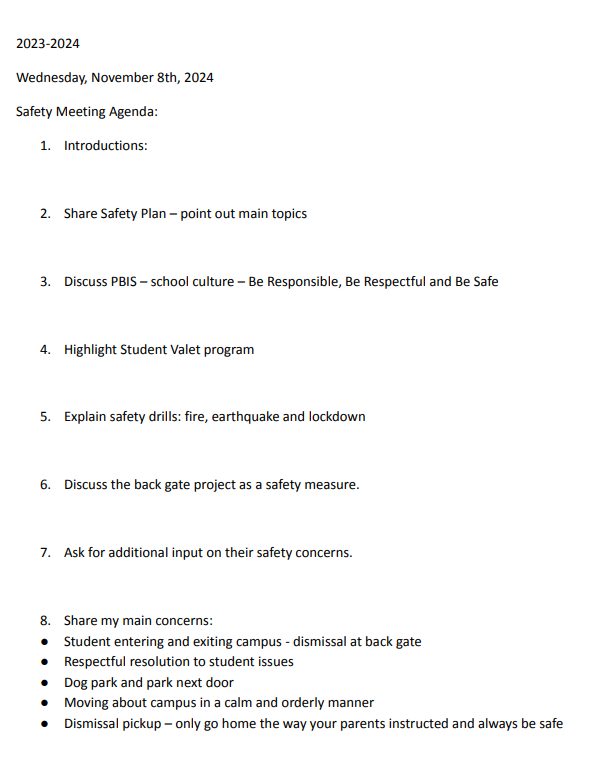 2023-2024
Wednesday, November 8th, 2024
Safety Meeting Agenda:
1. Introductions:
2. Share Safety Plan – point out main topics
3. Discuss PBIS – school culture – Be Responsible, Be Respectful and Be Safe
4. Highlight Student Valet program
5. Explain safety drills: fire, earthquake and lockdown
6. Discuss the back gate project as a safety measure.
7. Ask for additional input on their safety concerns.
8. Share my main concerns:
● Student entering and exiting campus - dismissal at back gate
● Respectful resolution to student issues
● Dog park and park next door
● Moving about campus in a calm and orderly manner
● Dismissal pickup – only go home the way your parents instructed and always be safe